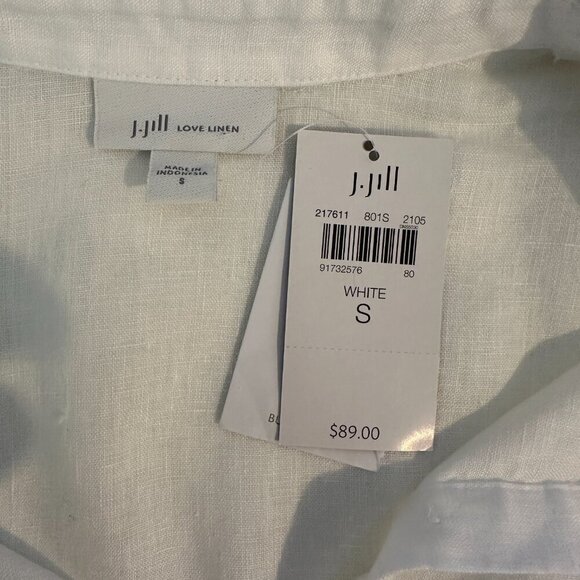 J.Jill LOVE LINEN
MADE IN
INDONESIA
S
J.Jill
217611 801S 2105
91732576 80
WHITE
S
$89.00